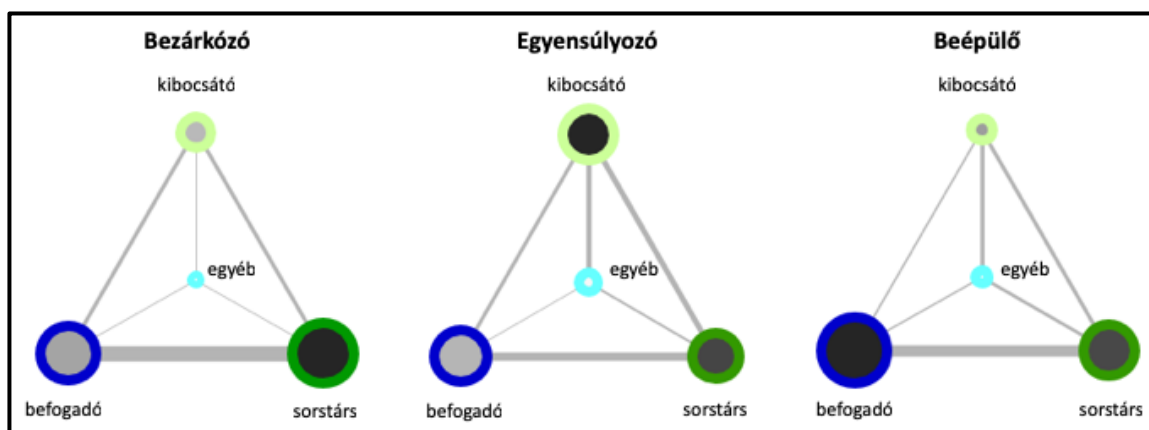 Bezárkózó
kibocsátó
egyéb
befogadó
sorstárs
Egyensúlyozó
kibocsátó
egyéb
befogadó
sorstárs
Beépülő
kibocsátó
egyéb
befogadó
sorstárs